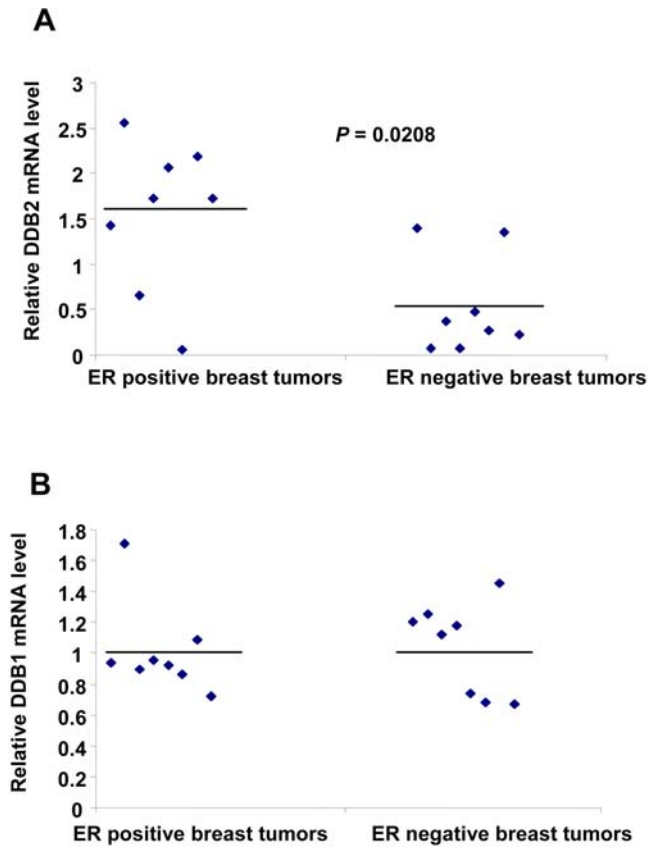 A
Relative DDB2 mRNA level
3
2.5
2
1.5
1
0.5
0
P = 0.0208
ER positive breast tumors
ER negative breast tumors
B
Relative DDB1 mRNA level
1.8
1.6
1.4
1.2
1
0.8
0.6
0.4
0.2
0
ER positive breast tumors
ER negative breast tumors